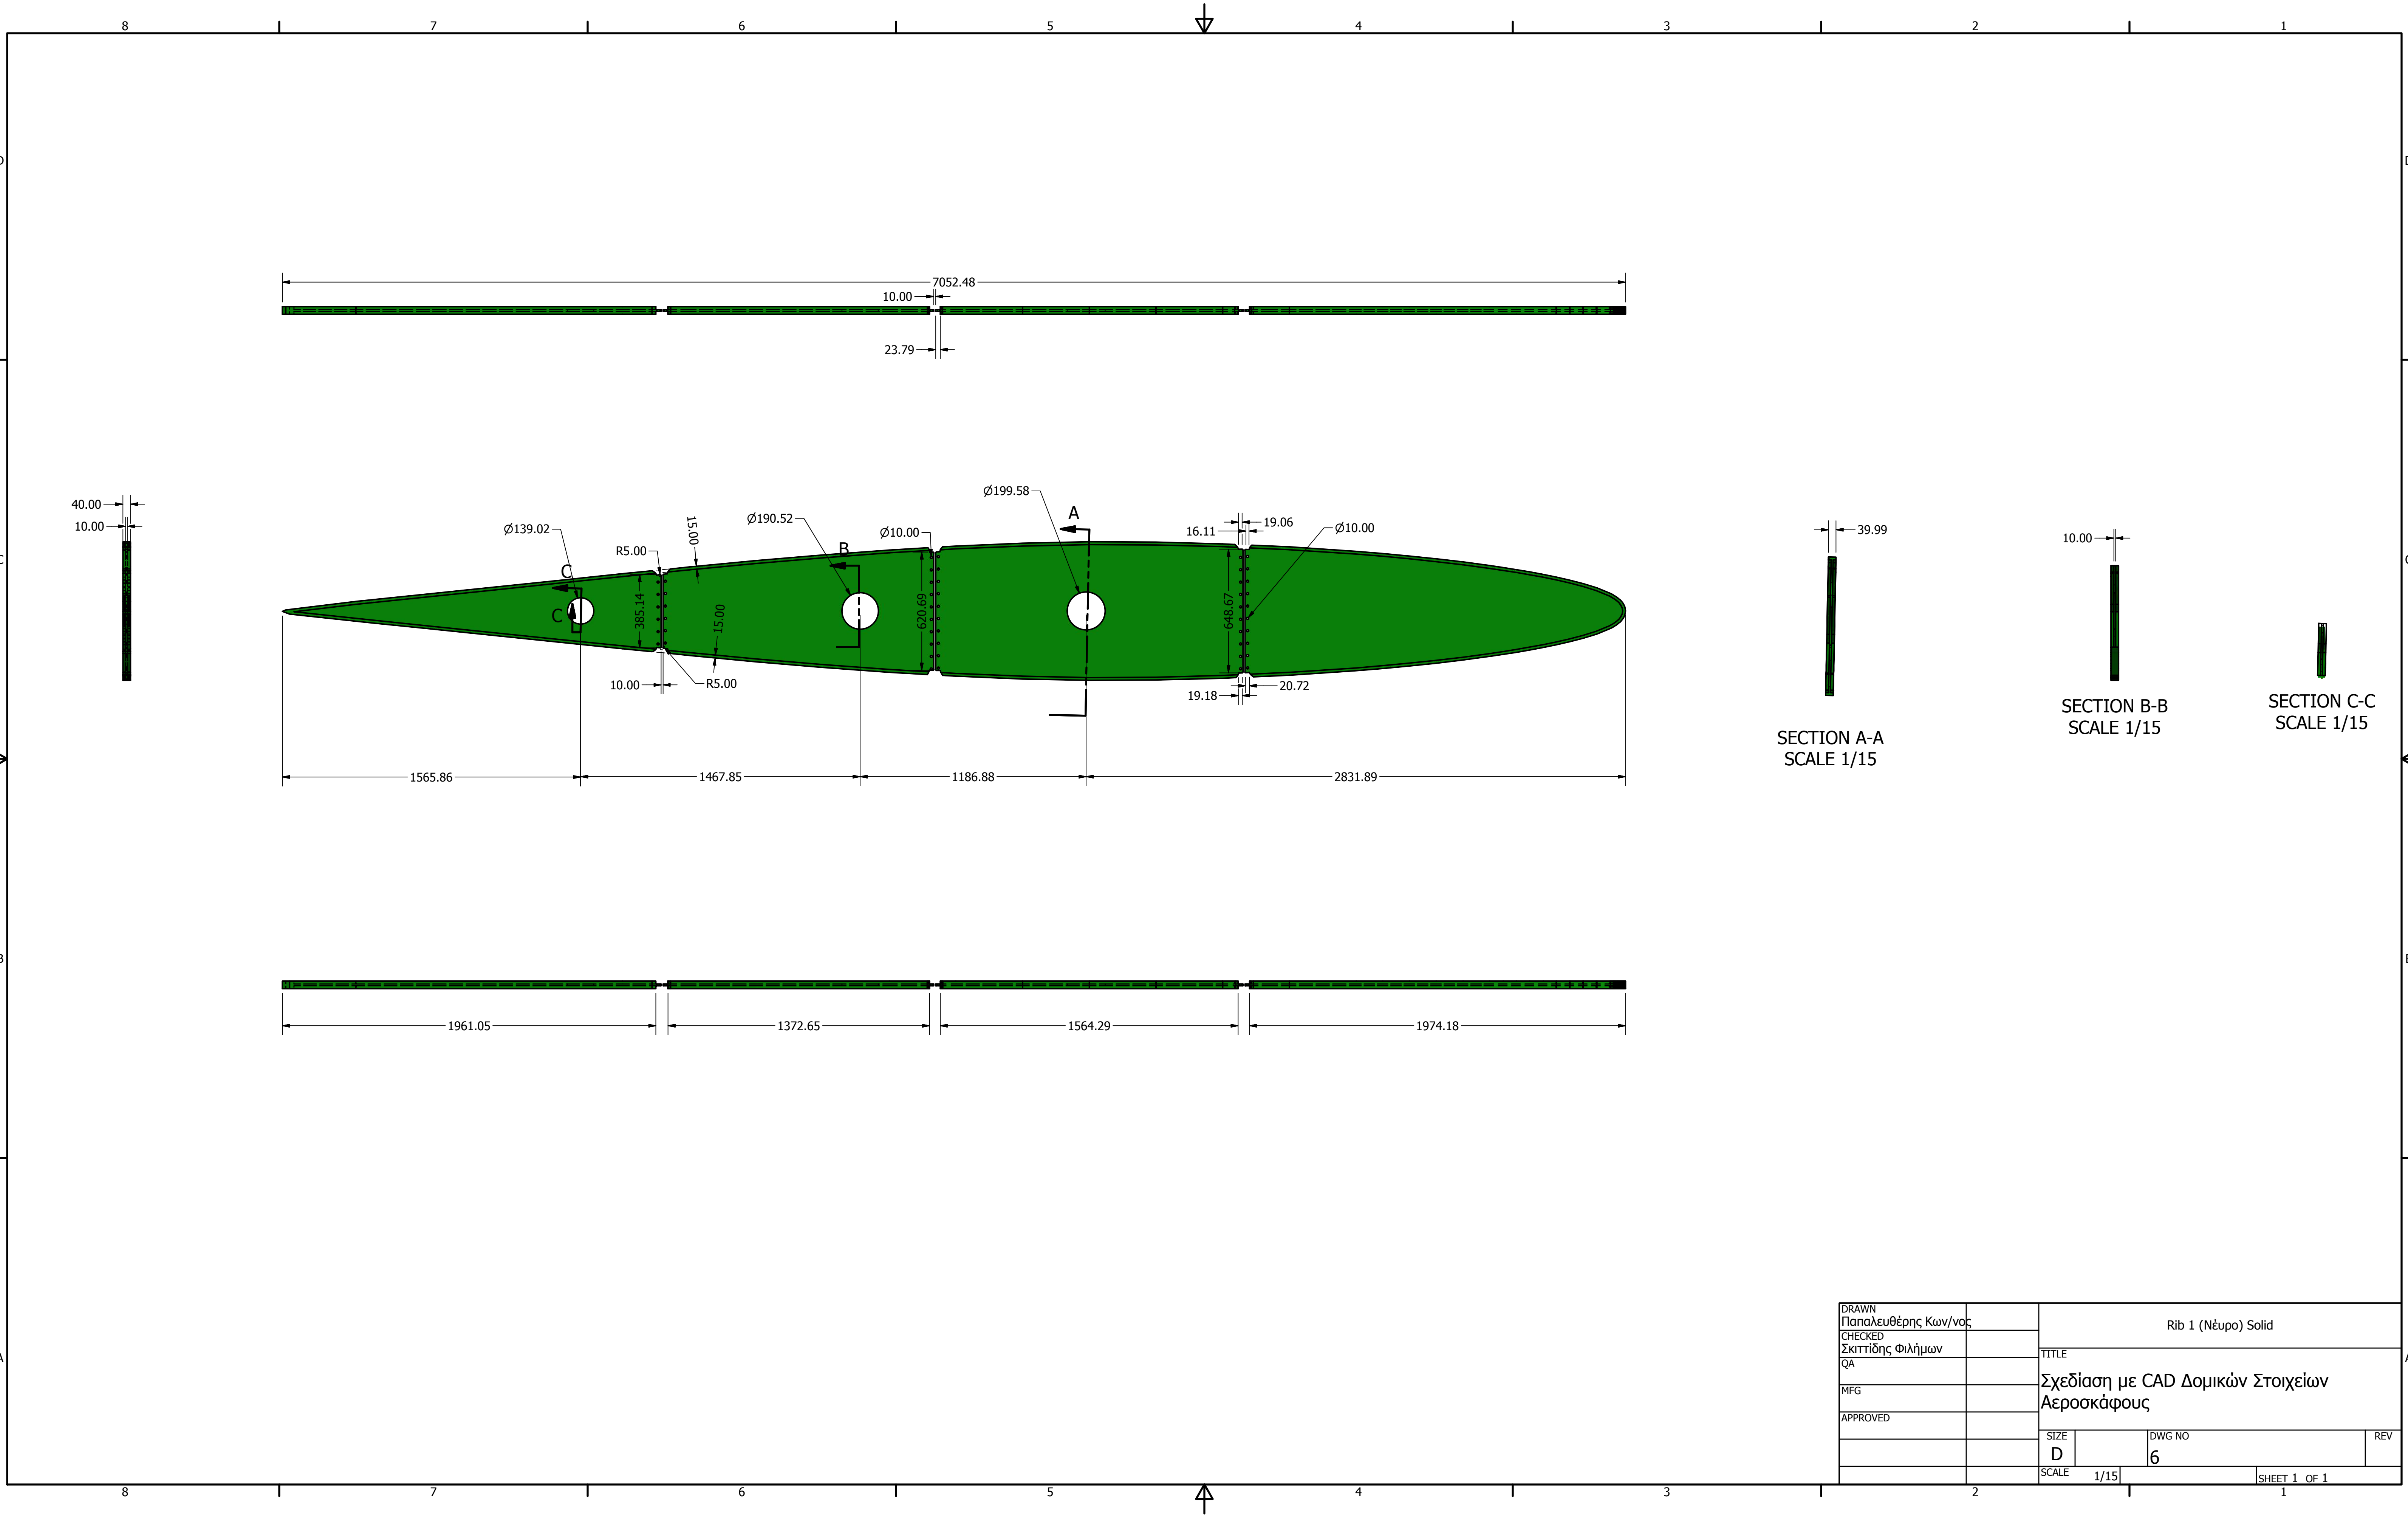 8 7 6 5 4 3 2 1
D
7052.48
10.00
23.79
Ø199.58
A
40.00
10.00
Ø139.02
15.00
Ø190.52
Ø10.00
16.11
19.06
Ø10.00
39.99
10.00
C
R5.00
B
C
C
385.14
15.00
620.69
648.67
10.00
R5.00
19.18
20.72
SECTION A-A
SCALE 1/15
SECTION B-B
SCALE 1/15
SECTION C-C
SCALE 1/15
1565.86
1467.85
1186.88
2831.89
B
1961.05
1372.65
1564.29
1974.18
A
DRAWN
Παπαλευθέρης Κων/νος
CHECKED
Σκιττίδης Φιλήμων
QA
MFG
APPROVED
Rib 1 (Νέυρο) Solid
TITLE
Σχεδίαση με CAD Δομικών Στοιχείων
Αεροσκάφους
SIZE
D
DWG NO
6
REV
SCALE 1/15
SHEET 1 OF 1
8 7 6 5 4 3 2 1